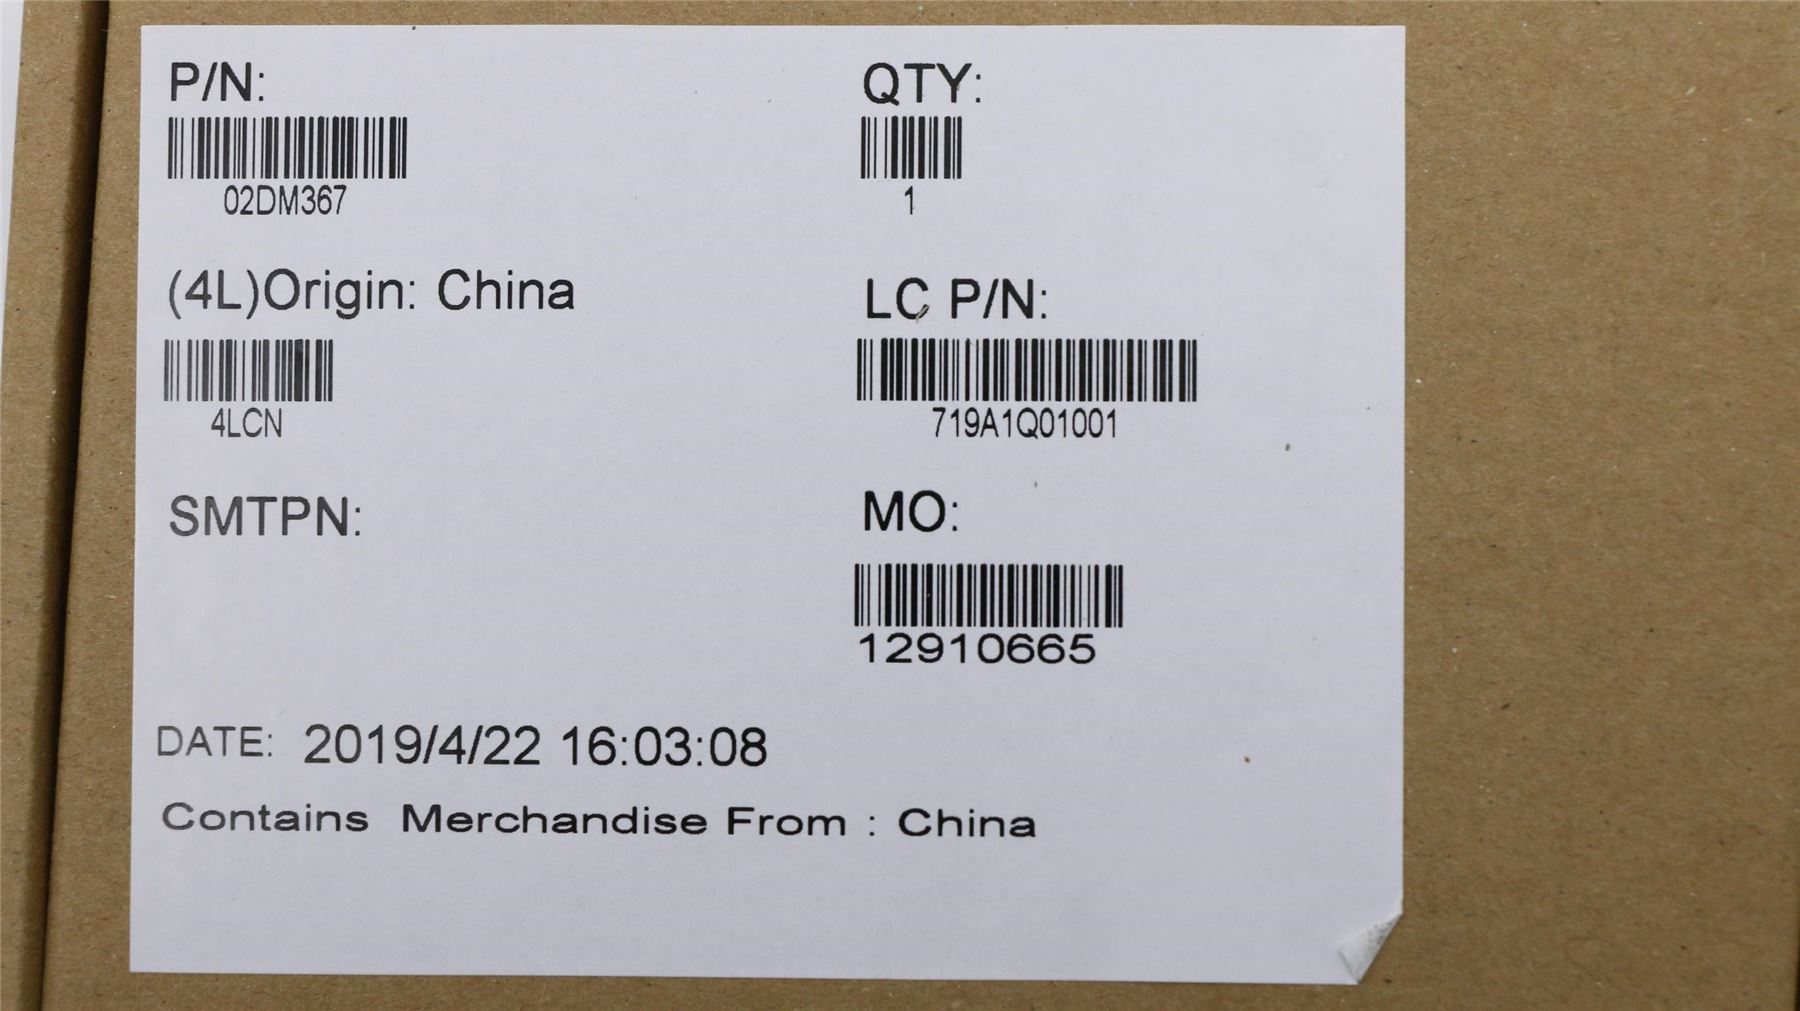 P/N:
02DM367
QTY:
1
(4L)Origin: China
4LCN
LC P/N:
719A1Q01001
SMTPN:
MO:
12910665
DATE: 2019/4/22 16:03:08
Contains Merchandise From : China